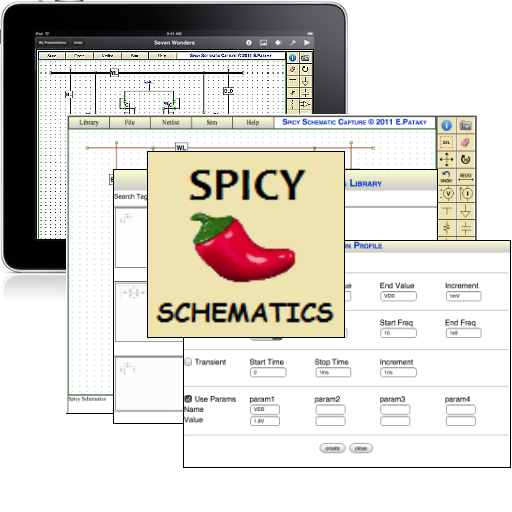 iPad
9:41 AM
My Presentations
Undo
Seven Wonders
Library
File
Netlist
Sim
Help
SPICY SCHEMATIC CAPTURE © 2011 E.PATAKY
SEL
UNDO
REDO
WL
LIBRARY
Search Tag
SPICY
SCHEMATICS
ON PROFILE
End Value
Increment
VDD
1mV
Start Freq
End Freq
10
1e9
Transient
Start Time
Stop Time
Increment
0
1ms
1ns
Use Params
param1
param2
param3
param4
Name
VDD
Value
1.8V
create
close
Spicy Schematics